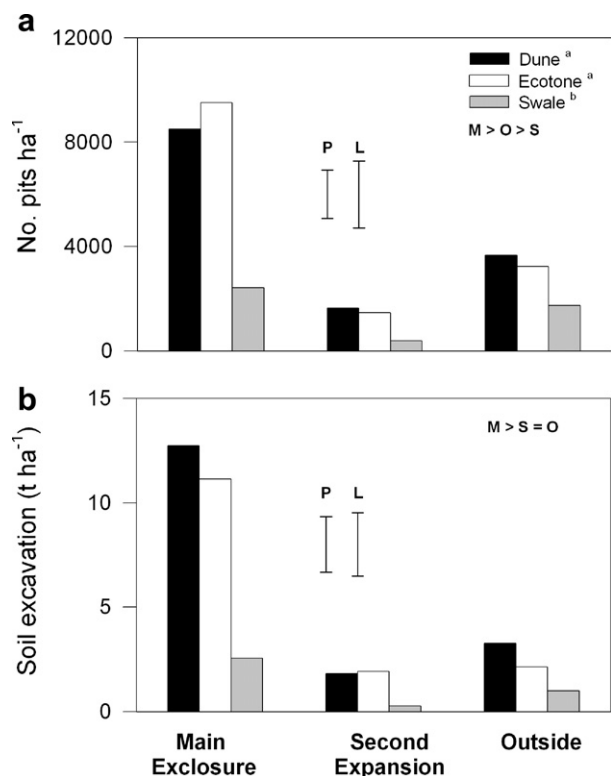 a
12000
8000
4000
0
No. pits ha⁻¹
Dune ᵃ
Ecotone ᵃ
Swale ᵇ
M > O > S
P L
b
15
10
5
0
Soil excavation (t ha⁻¹)
M > S = O
P L
Main Exclosure
Second Expansion
Outside